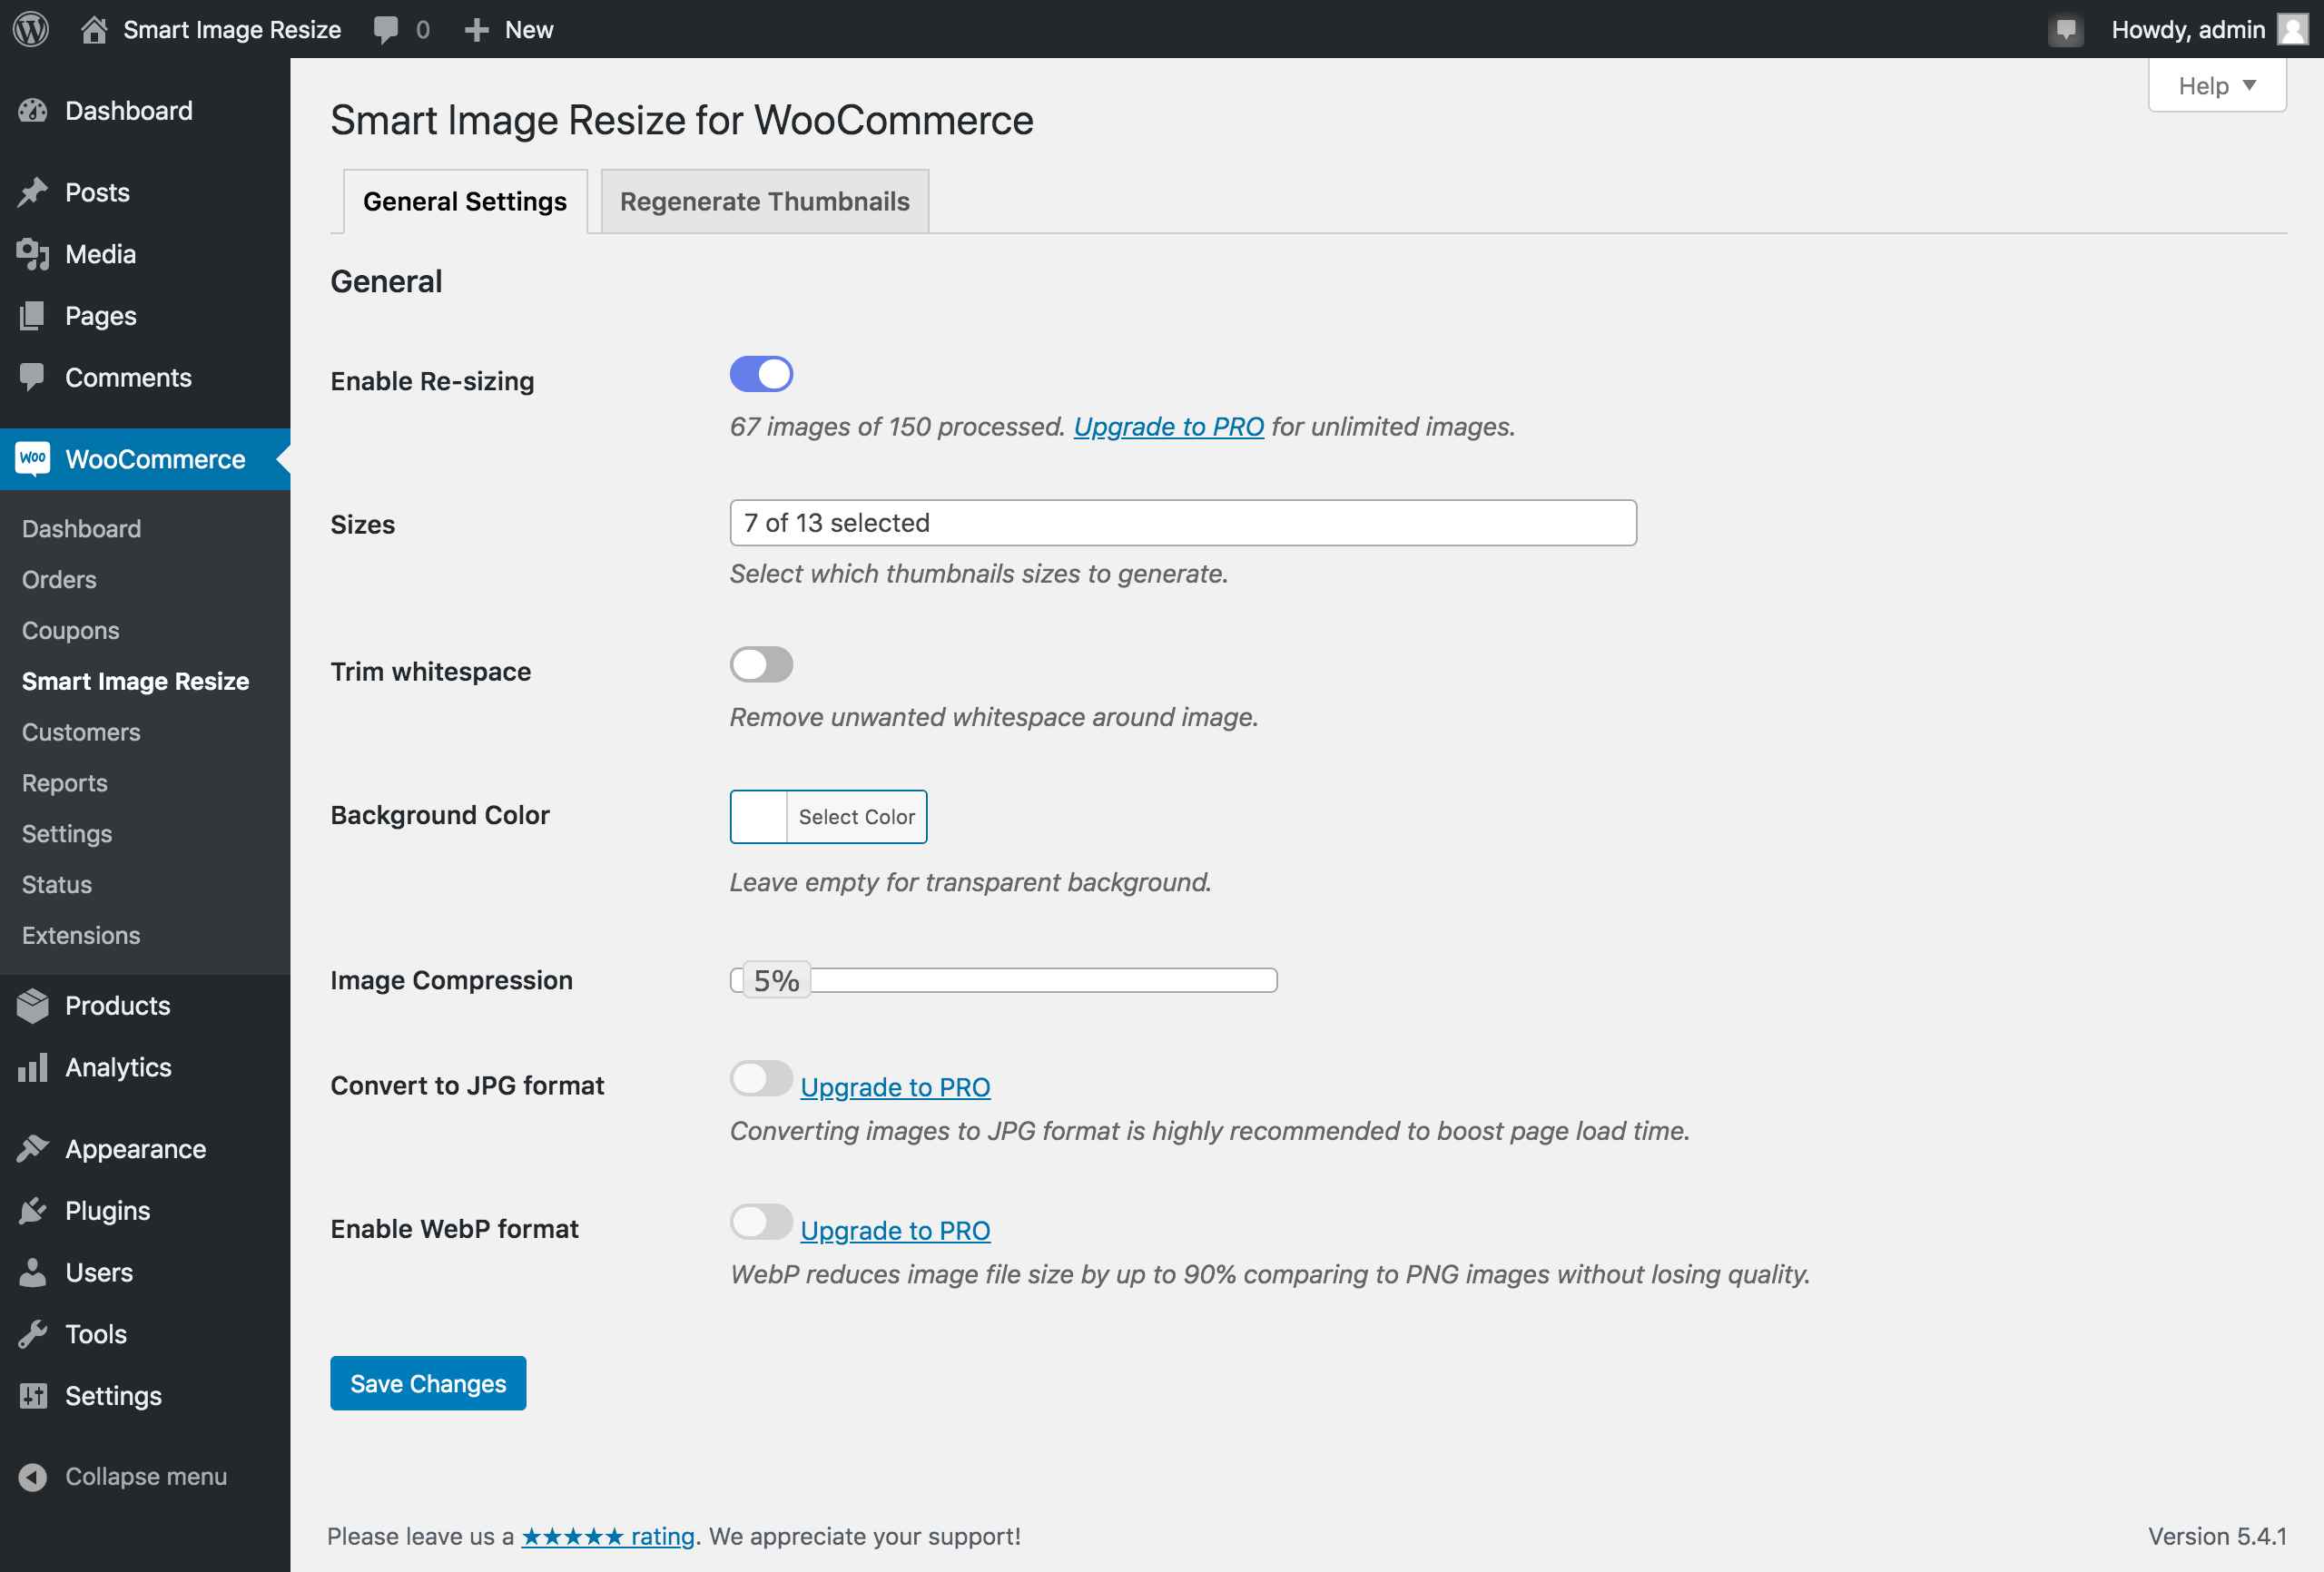 Smart Image Resize 0 New Howdy, admin
Help
Dashboard
Posts
Media
Pages
Comments
Woo WooCommerce
Dashboard
Orders
Coupons
Smart Image Resize
Customers
Reports
Settings
Status
Extensions
Products
Analytics
Appearance
Plugins
Users
Tools
Settings
Collapse menu
Smart Image Resize for WooCommerce
General Settings Regenerate Thumbnails
General
Enable Re-sizing
67 images of 150 processed. Upgrade to PRO for unlimited images.
Sizes 7 of 13 selected
Select which thumbnails sizes to generate.
Trim whitespace
Remove unwanted whitespace around image.
Background Color Select Color
Leave empty for transparent background.
Image Compression 5%
Convert to JPG format Upgrade to PRO
Converting images to JPG format is highly recommended to boost page load time.
Enable WebP format Upgrade to PRO
WebP reduces image file size by up to 90% comparing to PNG images without losing quality.
Save Changes
Please leave us a ★★★★★ rating. We appreciate your support! Version 5.4.1